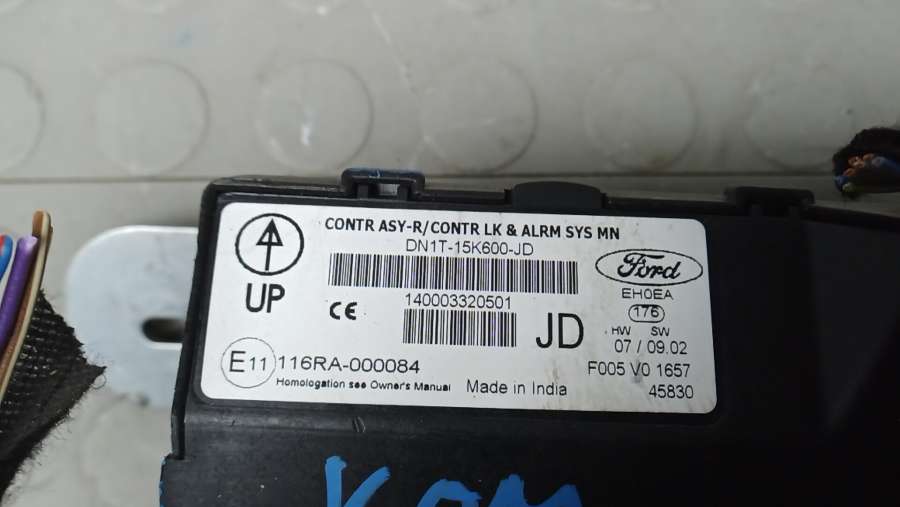 CONTR ASY-R/CONTR LK & ALRM SYS MN
DN1T-15K600-JD
UP
140003320501
CE
JD
Ford
EH0EA
176
HW SW
07 / 09.02
E11 116RA-000084
F005 V0 1657
Homologation see Owner's Manual
Made in India
45830